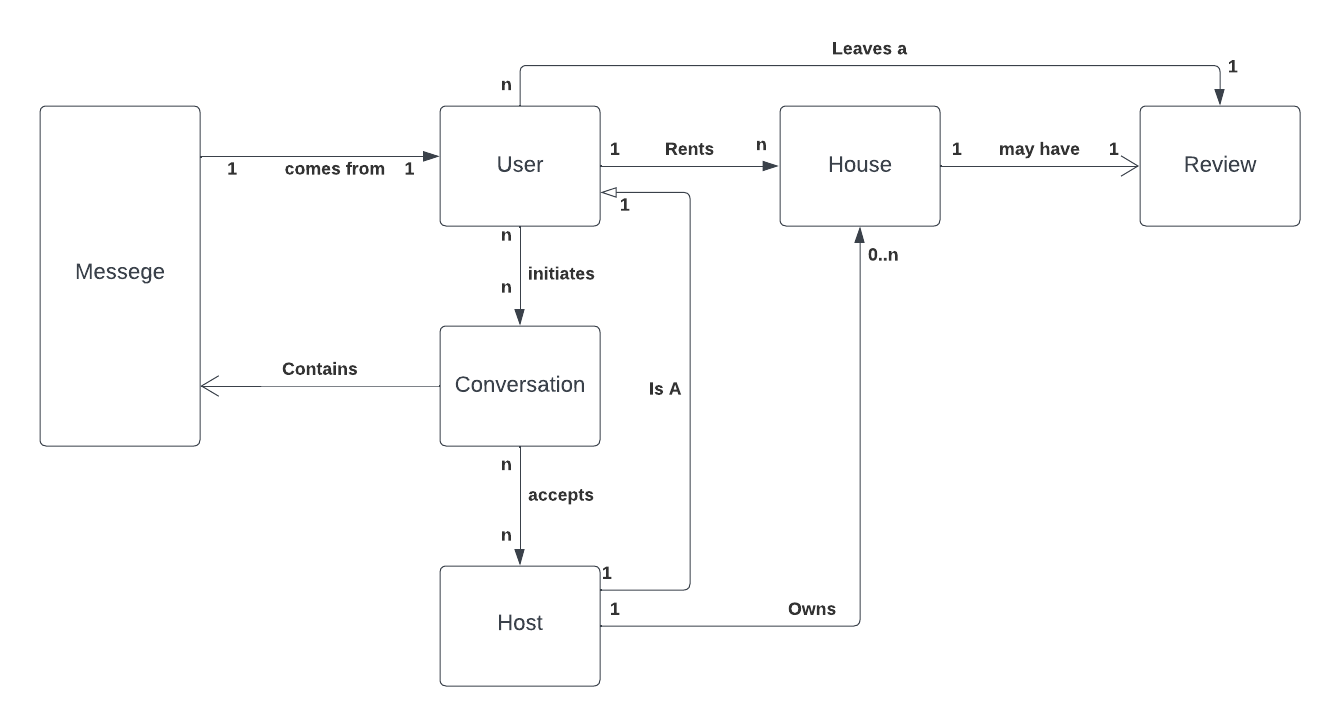 Leaves a
n
1
Messege
1
comes from
1
User
1
Rents
n
House
1
may have
1
Review
1
n
initiates
n
0..n
Contains
Conversation
Is A
n
accepts
n
1
Host
1
Owns